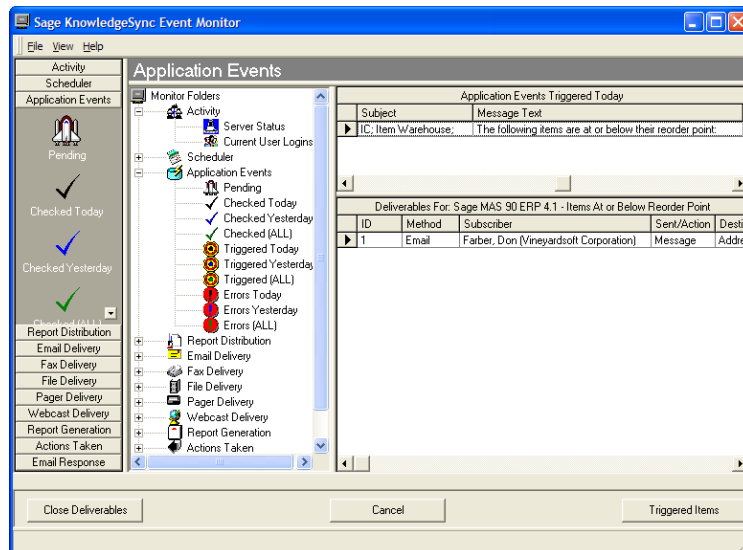 Sage KnowledgeSync Event Monitor
File View Help
Activity
Scheduler
Application Events
Pending
Checked Today
Checked Yesterday
Checked (ALL)
Report Distribution
Email Delivery
Fax Delivery
File Delivery
Pager Delivery
Webcast Delivery
Report Generation
Actions Taken
Email Response
Application Events
Monitor Folders
Activity
Server Status
Current User Logins
Scheduler
Application Events
Pending
Checked Today
Checked Yesterday
Checked (ALL)
Triggered Today
Triggered Yesterday
Triggered (ALL)
Errors Today
Errors Yesterday
Errors (ALL)
Report Distribution
Email Delivery
Fax Delivery
File Delivery
Pager Delivery
Webcast Delivery
Report Generation
Actions Taken
Application Events Triggered Today
Subject Message Text
IC; Item Warehouse; The following items are at or below their reorder point:
Deliverables For: Sage MAS 90 ERP 4.1 - Items At or Below Reorder Point
ID Method Subscriber Sent/Action Desti
1 Email Farber, Don (Vineyardsoft Corporation) Message Addre
Close Deliverables Cancel Triggered Items